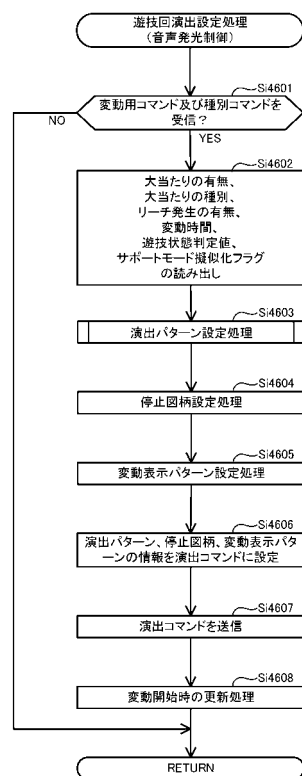 遊技回演出設定処理
(音声発光制御)
Si4601
変動用コマンド及び種別コマンドを
受信？
NO
YES
Si4602
大当たりの有無、
大当たりの種別、
リーチ発生の有無、
変動時間、
遊技状態判定値、
サポートモード擬似化フラグ
の読み出し
Si4603
演出パターン設定処理
Si4604
停止図柄設定処理
Si4605
変動表示パターン設定処理
Si4606
演出パターン、停止図柄、変動表示パ
ターンの情報を演出コマンドに設定
Si4607
演出コマンドを送信
Si4608
変動開始時の更新処理
RETURN